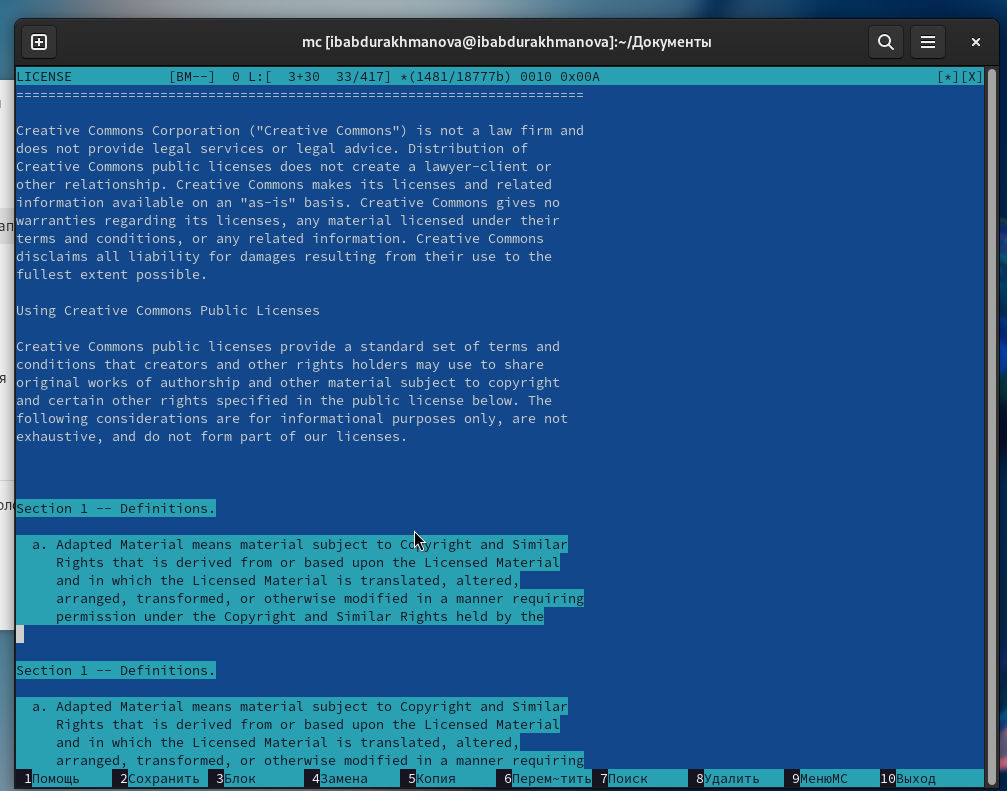 mc [ibabdurakhmanova@ibabdurakhmanova]:~/Документы
LICENSE [BM--] 0 L:[ 3+30 33/417] *(1481/18777b) 0010 0x00A [*][X]
=======================================================================
Creative Commons Corporation ("Creative Commons") is not a law firm and
does not provide legal services or legal advice. Distribution of
Creative Commons public licenses does not create a lawyer-client or
other relationship. Creative Commons makes its licenses and related
information available on an "as-is" basis. Creative Commons gives no
warranties regarding its licenses, any material licensed under their
terms and conditions, or any related information. Creative Commons
disclaims all liability for damages resulting from their use to the
fullest extent possible.
Using Creative Commons Public Licenses
Creative Commons public licenses provide a standard set of terms and
conditions that creators and other rights holders may use to share
original works of authorship and other material subject to copyright
and certain other rights specified in the public license below. The
following considerations are for informational purposes only, are not
exhaustive, and do not form part of our licenses.
Section 1 -- Definitions.
a. Adapted Material means material subject to Copyright and Similar
Rights that is derived from or based upon the Licensed Material
and in which the Licensed Material is translated, altered,
arranged, transformed, or otherwise modified in a manner requiring
permission under the Copyright and Similar Rights held by the
Section 1 -- Definitions.
a. Adapted Material means material subject to Copyright and Similar
Rights that is derived from or based upon the Licensed Material
and in which the Licensed Material is translated, altered,
arranged, transformed, or otherwise modified in a manner requiring
1Помощь 2Сохранить 3Блок 4Замена 5Копия 6Перем~тить 7Поиск 8Удалить 9МенюMC 10Выход